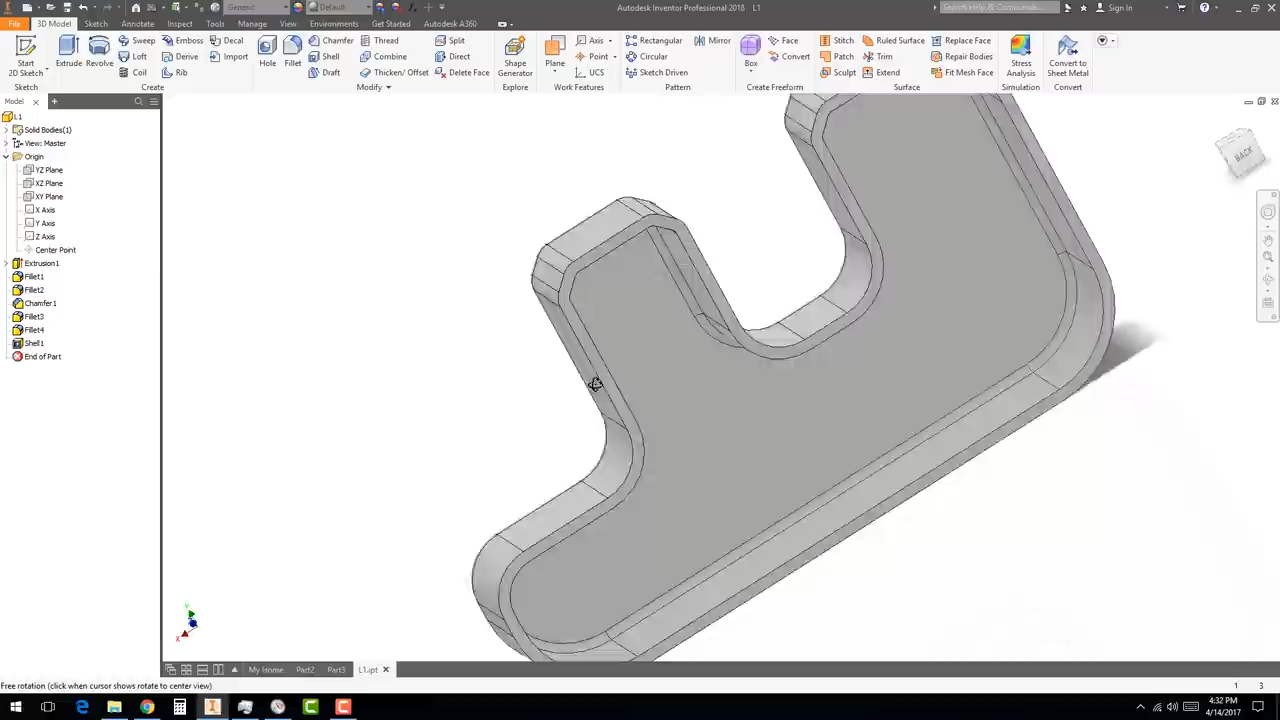 Generic
Default
Autodesk Inventor Professional 2018 L1
Search Help & Commands...
Sign In
File
3D Model
Sketch
Annotate
Inspect
Tools
Manage
View
Environments
Get Started
Autodesk A360
Start
2D Sketch
Extrude
Revolve
Sweep
Emboss
Decal
Loft
Derive
Import
Coil
Rib
Hole
Fillet
Chamfer
Thread
Split
Shell
Combine
Direct
Draft
Thicken/ Offset
Delete Face
Shape
Generator
Plane
Axis
Point
UCS
Rectangular
Mirror
Circular
Sketch Driven
Box
Face
Convert
Stitch
Ruled Surface
Replace Face
Patch
Trim
Repair Bodies
Sculpt
Extend
Fit Mesh Face
Stress
Analysis
Convert to
Sheet Metal
Sketch
Create
Modify
Explore
Work Features
Pattern
Create Freeform
Surface
Simulation
Convert
Model
L1
Solid Bodies(1)
View: Master
Origin
YZ Plane
XZ Plane
XY Plane
X Axis
Y Axis
Z Axis
Center Point
Extrusion1
Fillet1
Fillet2
Chamfer1
Fillet3
Fillet4
Shell1
End of Part
BACK
Y
X
My Home
Part2
Part3
L1.ipt
Free rotation (click when cursor shows rotate to center view)
1
3
4:32 PM
4/14/2017